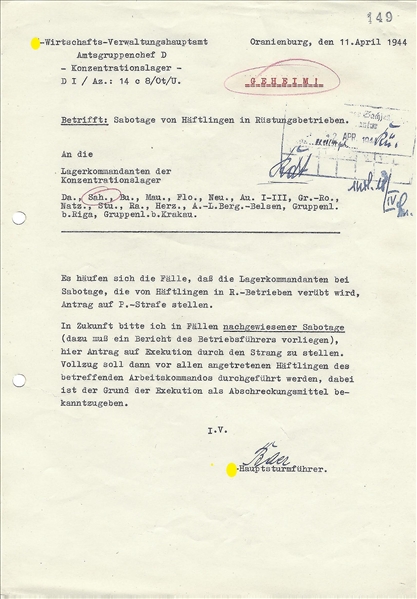 149
-Wirtschafts-Verwaltungshauptamt
Oranienburg, den 11.April 1944
Amtsgruppenchef D
- Konzentrationslager -
D I / Az.: 14 c 8/Ot/U.
GEHEIM!
Betrifft: Sabotage von Häftlingen in Rüstungsbetrieben.
An die
Lagerkommandanten der
Konzentrationslager
Da., Sah., Bu., Mau., Flo., Neu., Au. I-III, Gr.-Ro.,
Natz., Stu., Ra., Herz., A.-L.Berg.-Belsen, Gruppenl.
b.Riga, Gruppenl.b.Krakau.
Es häufen sich die Fälle, daß die Lagerkommandanten bei
Sabotage, die von Häftlingen in R.-Betrieben verübt wird,
Antrag auf P.-Strafe stellen.
In Zukunft bitte ich in Fällen nachgewiesener Sabotage
(dazu muß ein Bericht des Betriebsführers vorliegen),
hier Antrag auf Exekution durch den Strang zu stellen.
Vollzug soll dann vor allen angetretenen Häftlingen des
betreffenden Arbeitskommandos durchgeführt werden, dabei
ist der Grund der Exekution als Abschreckungsmittel be-
kanntzugeben.
I.V.
-Hauptsturmführer.